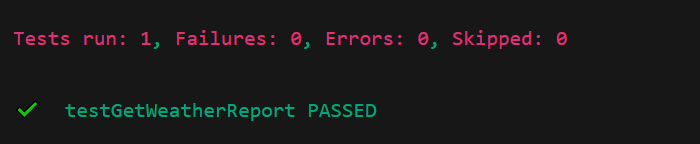 Tests run: 1, Failures: 0, Errors: 0, Skipped: 0
✓ testGetWeatherReport PASSED